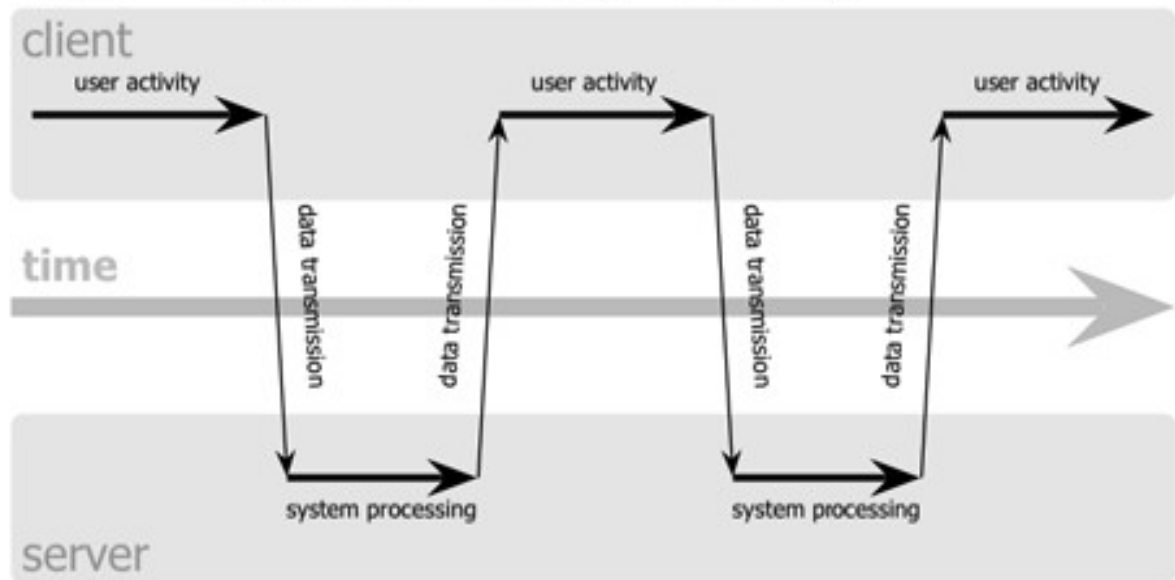 client
user activity
user activity
user activity
data transmission
data transmission
data transmission
data transmission
time
system processing
system processing
server